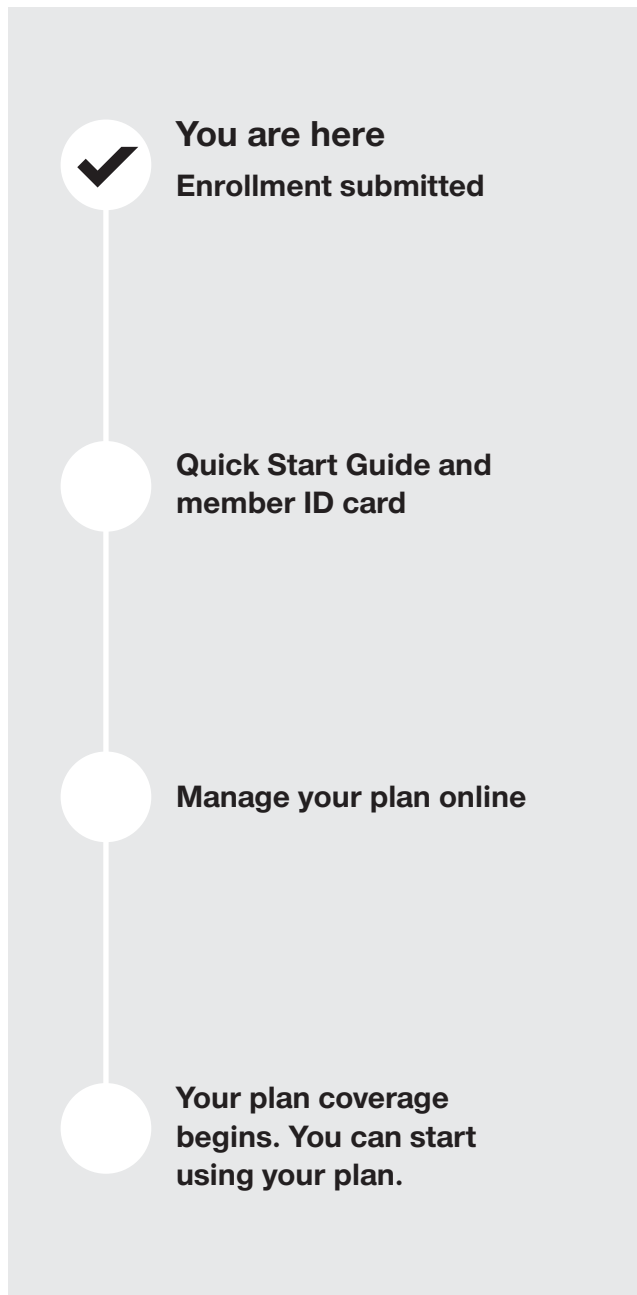 You are here
Enrollment submitted
Quick Start Guide and
member ID card
Manage your plan online
Your plan coverage
begins. You can start
using your plan.